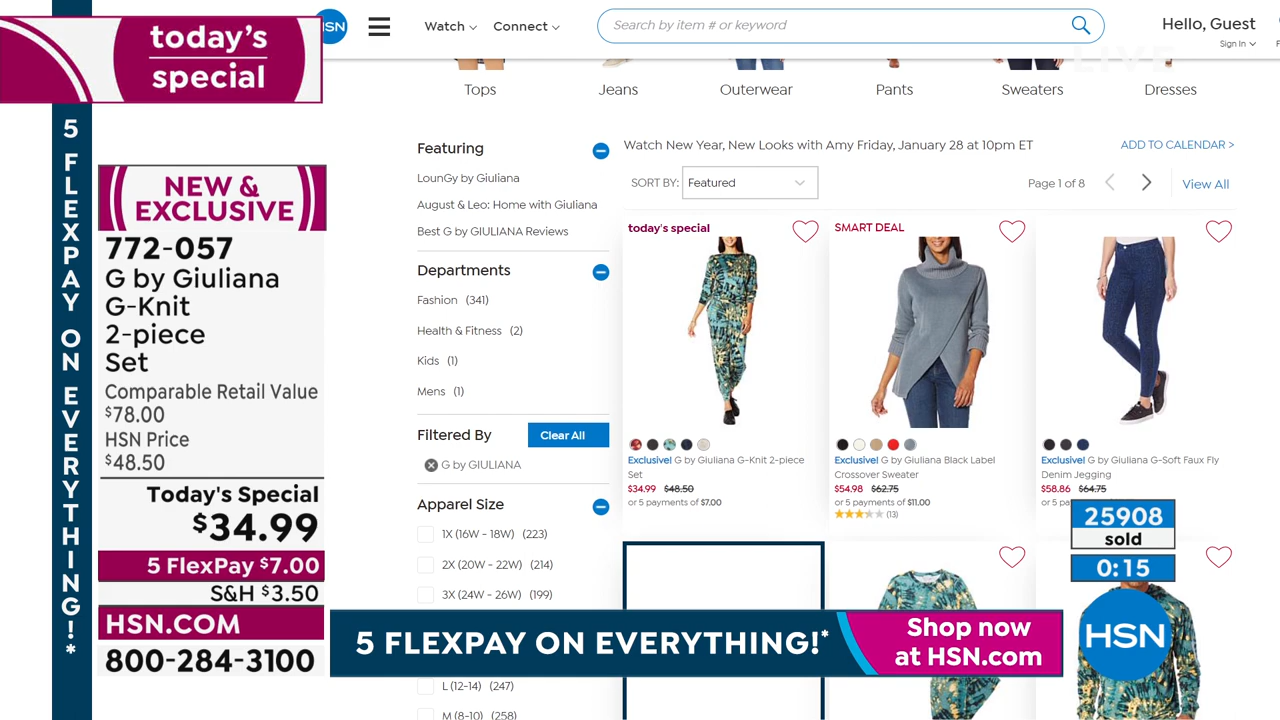 today's
special
5 FLEXPAY ON EVERYTHING!*
NEW &
EXCLUSIVE
772-057
G by Giuliana
G-Knit
2-piece
Set
Comparable Retail Value
$78.00
HSN Price
$48.50
Today's Special
$34.99
5 FlexPay $7.00
S&H $3.50
HSN.COM
800-284-3100
HSN
Watch
Connect
Search by item # or keyword
Hello, Guest
Sign In
LIVE
Tops
Jeans
Outerwear
Pants
Sweaters
Dresses
Featuring
LounGy by Giuliana
August & Leo: Home with Giuliana
Best G by GIULIANA Reviews
Departments
Fashion (341)
Health & Fitness (2)
Kids (1)
Mens (1)
Filtered By
Clear All
G by GIULIANA
Apparel Size
1X (16W - 18W) (223)
2X (20W - 22W) (214)
3X (24W - 26W) (199)
L (12-14) (247)
M (8-10) (258)
Watch New Year, New Looks with Amy Friday, January 28 at 10pm ET
ADD TO CALENDAR >
SORT BY: Featured
Page 1 of 8
View All
today's special
Exclusive! G by Giuliana G-Knit 2-piece
Set
$34.99 $48.50
or 5 payments of $7.00
SMART DEAL
Exclusive! G by Giuliana Black Label
Crossover Sweater
$54.98 $62.75
or 5 payments of $11.00
(13)
Exclusive! G by Giuliana G-Soft Faux Fly
Denim Jegging
$58.86 $64.75
or 5 pa
25908
sold
0:15
5 FLEXPAY ON EVERYTHING!*
Shop now
at HSN.com
HSN